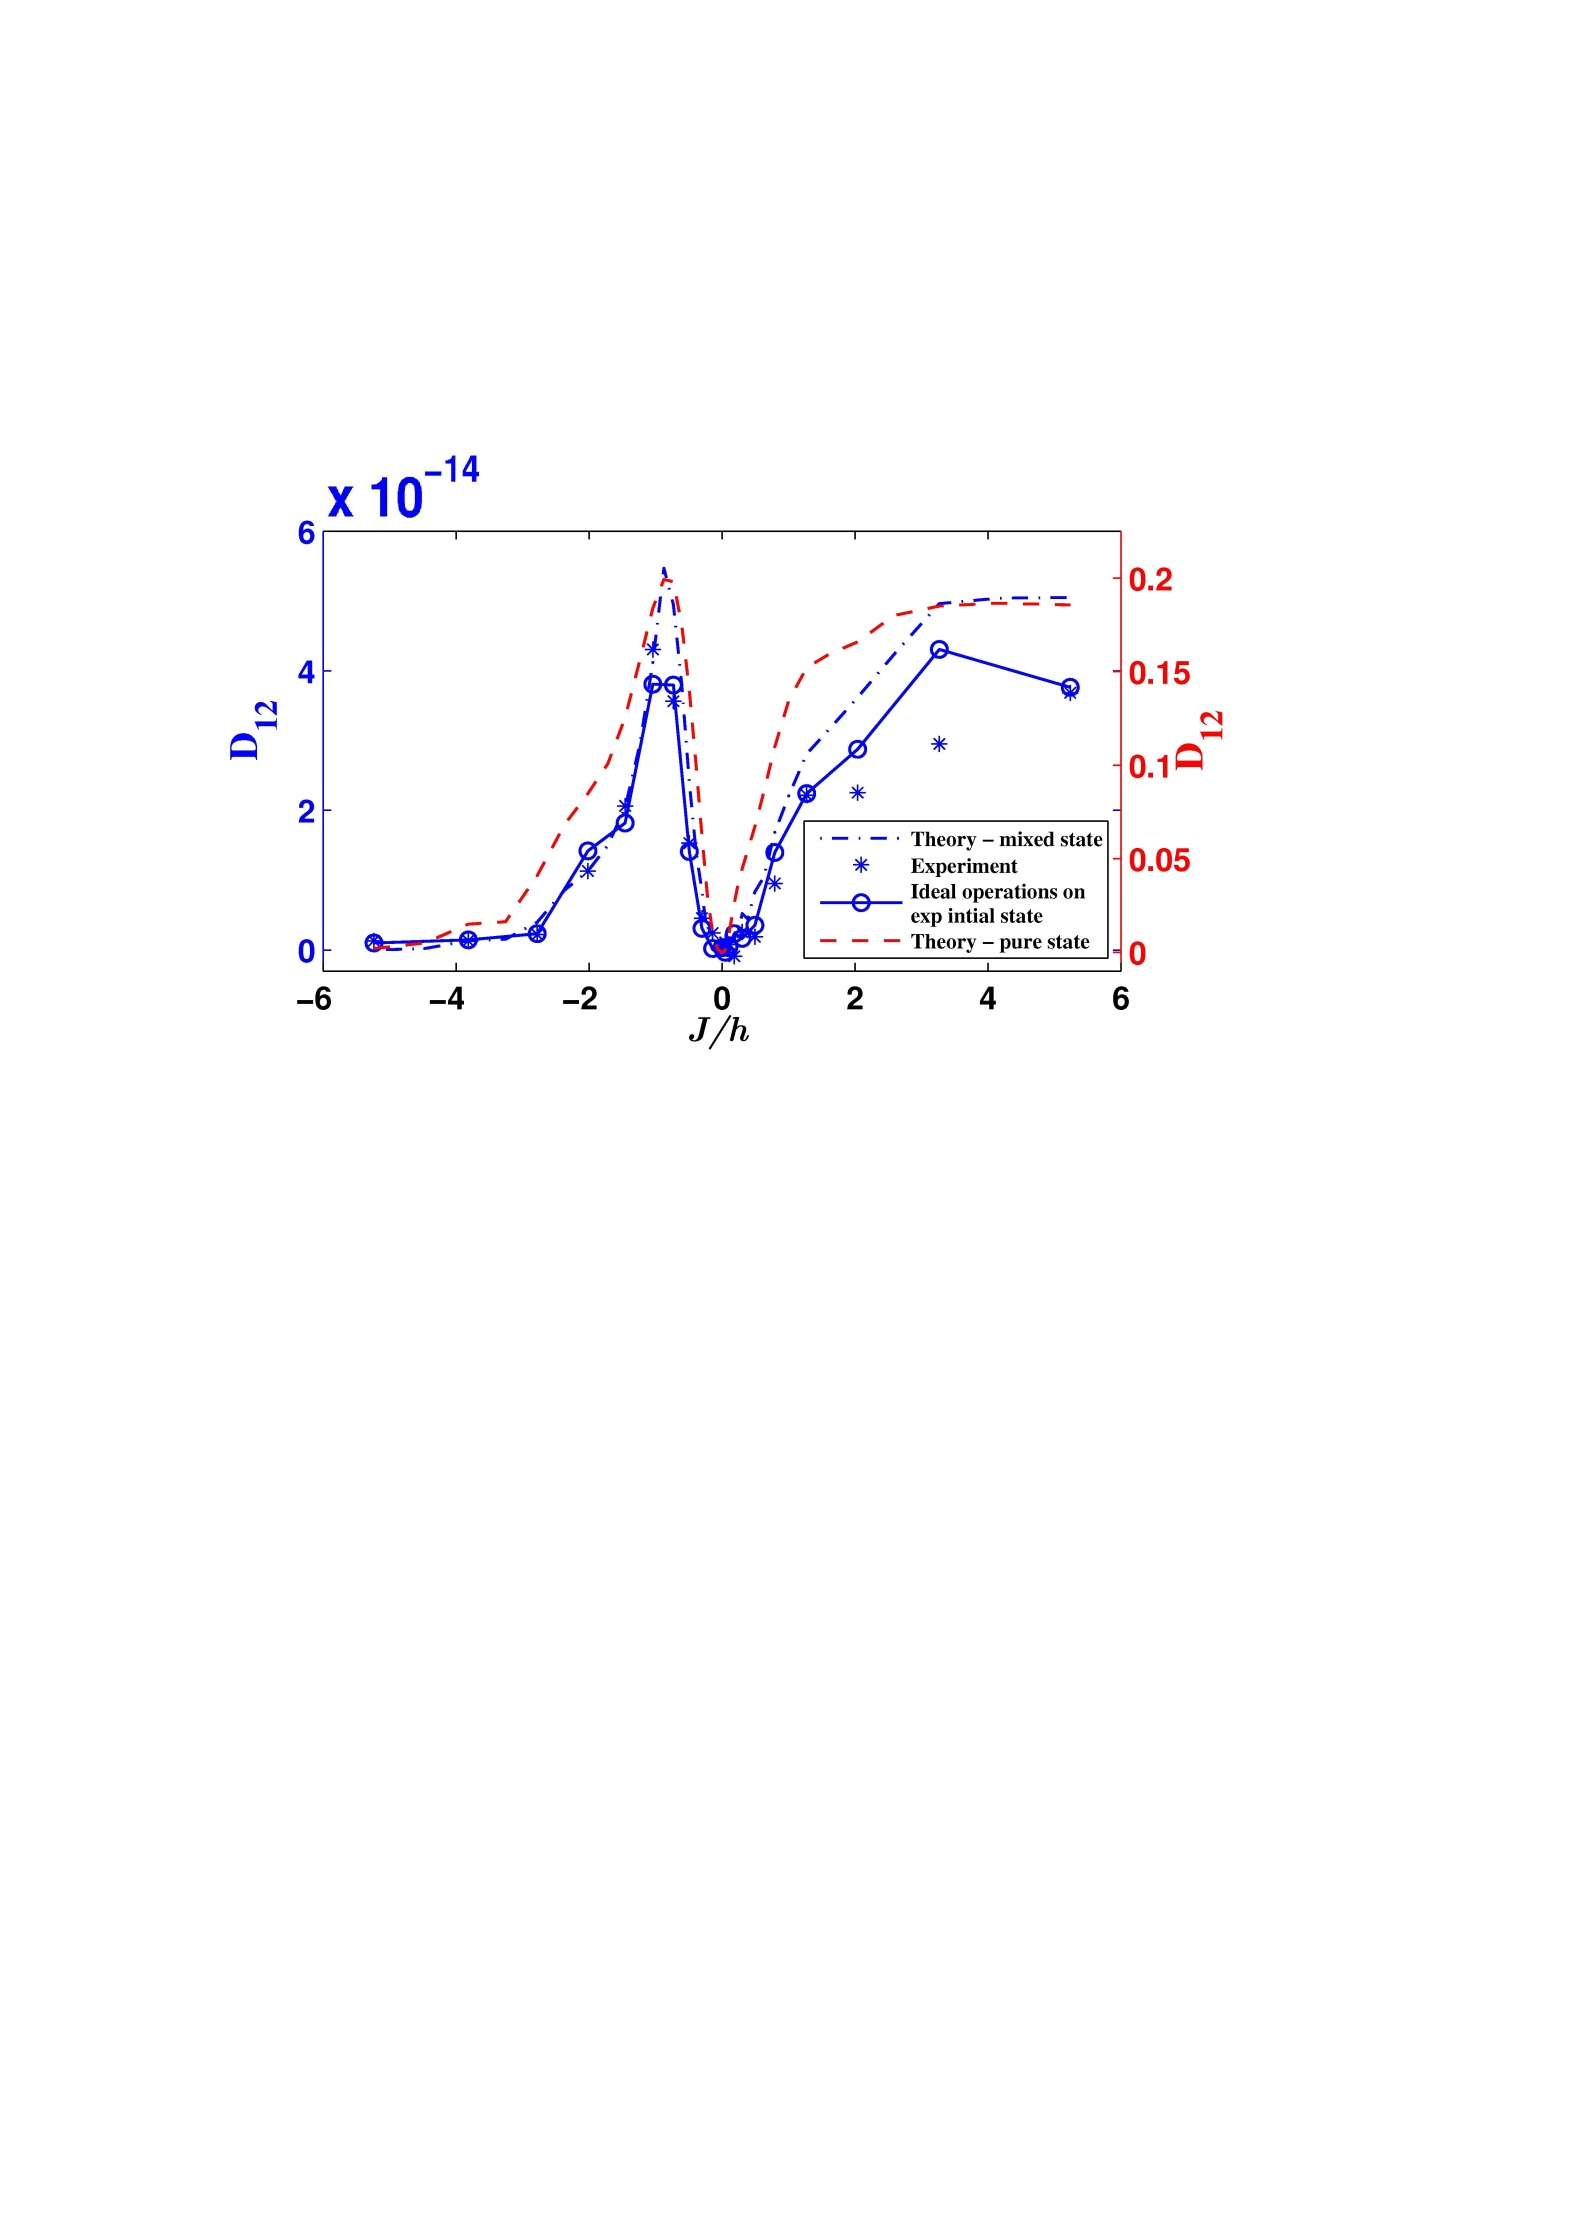 x 10−14
6
4
2
0
D12
0.2
0.15
0.1
0.05
0
D12
Theory − mixed state
Experiment
Ideal operations on
exp intial state
Theory − pure state
−6 −4 −2 0 2 4 6
J/h